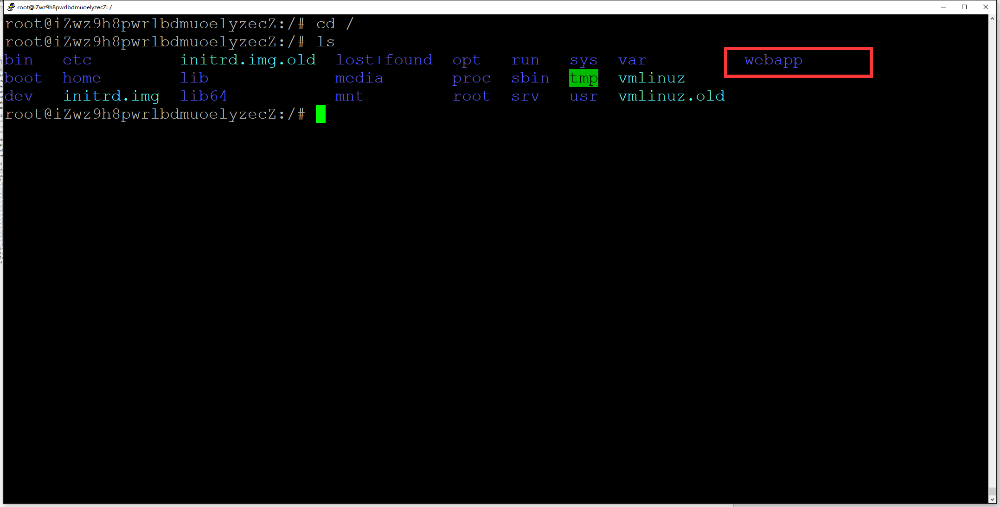 root@iZwz9h8pwrlbdmuoelyzecZ: /
root@iZwz9h8pwrlbdmuoelyzecZ:/# cd /
root@iZwz9h8pwrlbdmuoelyzecZ:/# ls
bin etc initrd.img.old lost+found opt run sys var webapp
boot home lib media proc sbin tmp vmlinuz
dev initrd.img lib64 mnt root srv usr vmlinuz.old
root@iZwz9h8pwrlbdmuoelyzecZ:/#